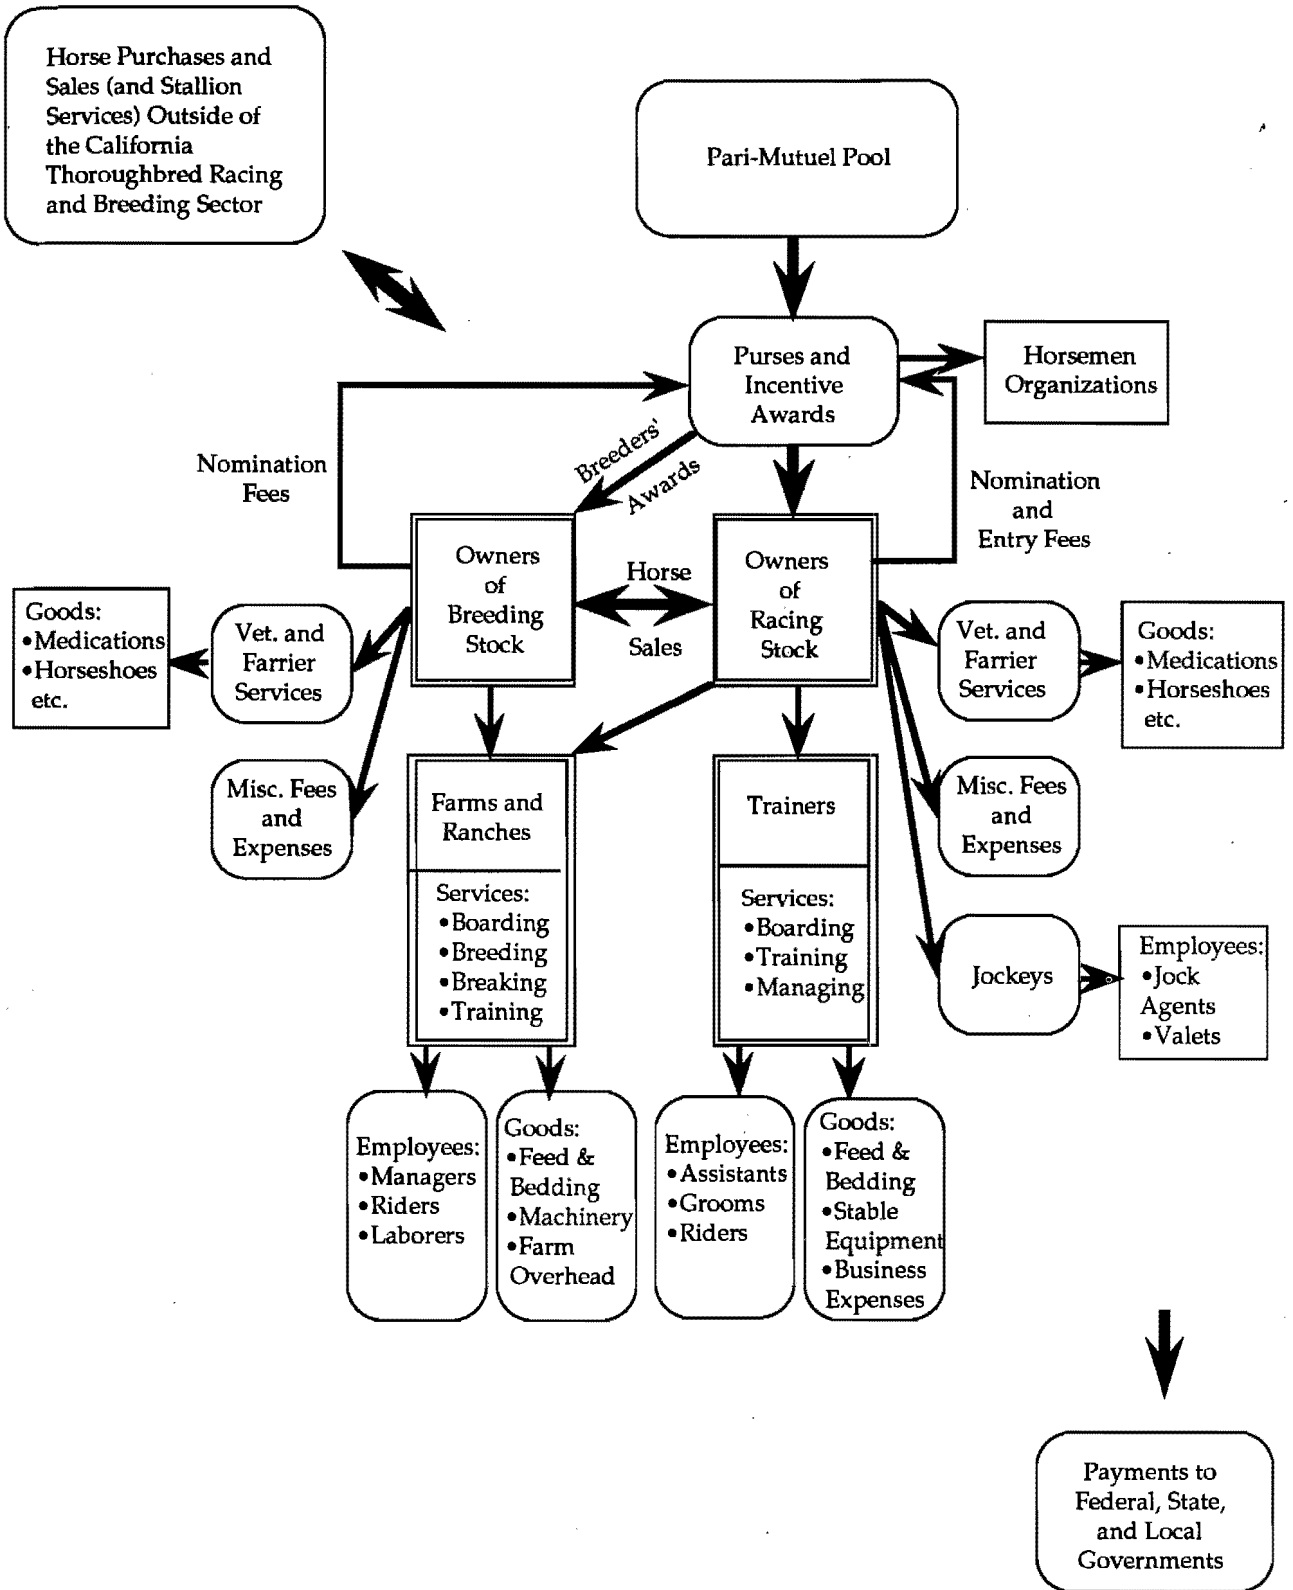 Horse Purchases and
Sales (and Stallion
Services) Outside of
the California
Thoroughbred Racing
and Breeding Sector
Pari-Mutuel Pool
Purses and
Incentive
Awards
Horsemen
Organizations
Nomination
Fees
Breeders'
Awards
Nomination
and
Entry Fees
Owners
of
Breeding
Stock
Horse
Sales
Owners
of
Racing
Stock
Goods:
•Medications
•Horseshoes
etc.
Vet. and
Farrier
Services
Vet. and
Farrier
Services
Goods:
•Medications
•Horseshoes
etc.
Misc. Fees
and
Expenses
Farms and
Ranches
Services:
•Boarding
•Breeding
•Breaking
•Training
Trainers
Services:
•Boarding
•Training
•Managing
Misc. Fees
and
Expenses
Jockeys
Employees:
•Jock
Agents
•Valets
Employees:
•Managers
•Riders
•Laborers
Goods:
•Feed &
Bedding
•Machinery
•Farm
Overhead
Employees:
•Assistants
•Grooms
•Riders
Goods:
•Feed &
Bedding
•Stable
Equipment
•Business
Expenses
Payments to
Federal, State,
and Local
Governments